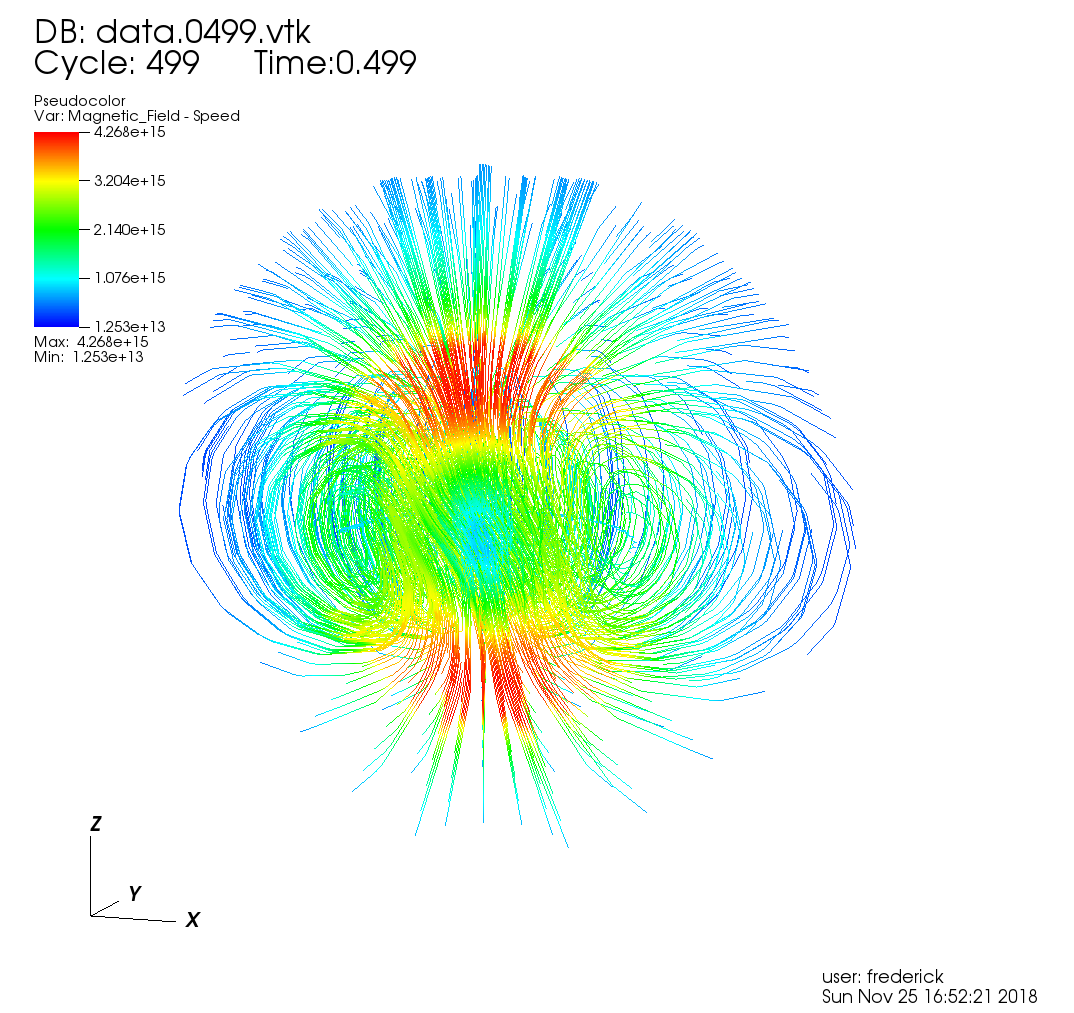 DB: data.0499.vtk
Cycle: 499 Time:0.499
Pseudocolor
Var: Magnetic_Field - Speed
4.268e+15
3.204e+15
2.140e+15
1.076e+15
1.253e+13
Max: 4.268e+15
Min: 1.253e+13
Z
Y
X
user: frederick
Sun Nov 25 16:52:21 2018